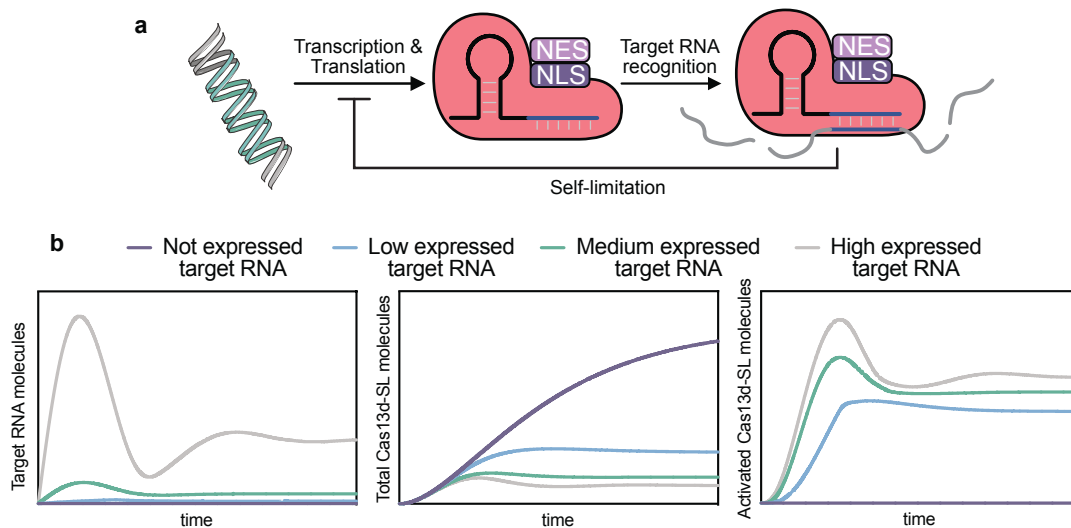 a
Transcription &
Translation
NES
NLS
Target RNA
recognition
NES
NLS
Self-limitation
b
Not expressed
target RNA
Low expressed
target RNA
Medium expressed
target RNA
High expressed
target RNA
Target RNA molecules
time
Total Cas13d-SL molecules
time
Activated Cas13d-SL molecules
time